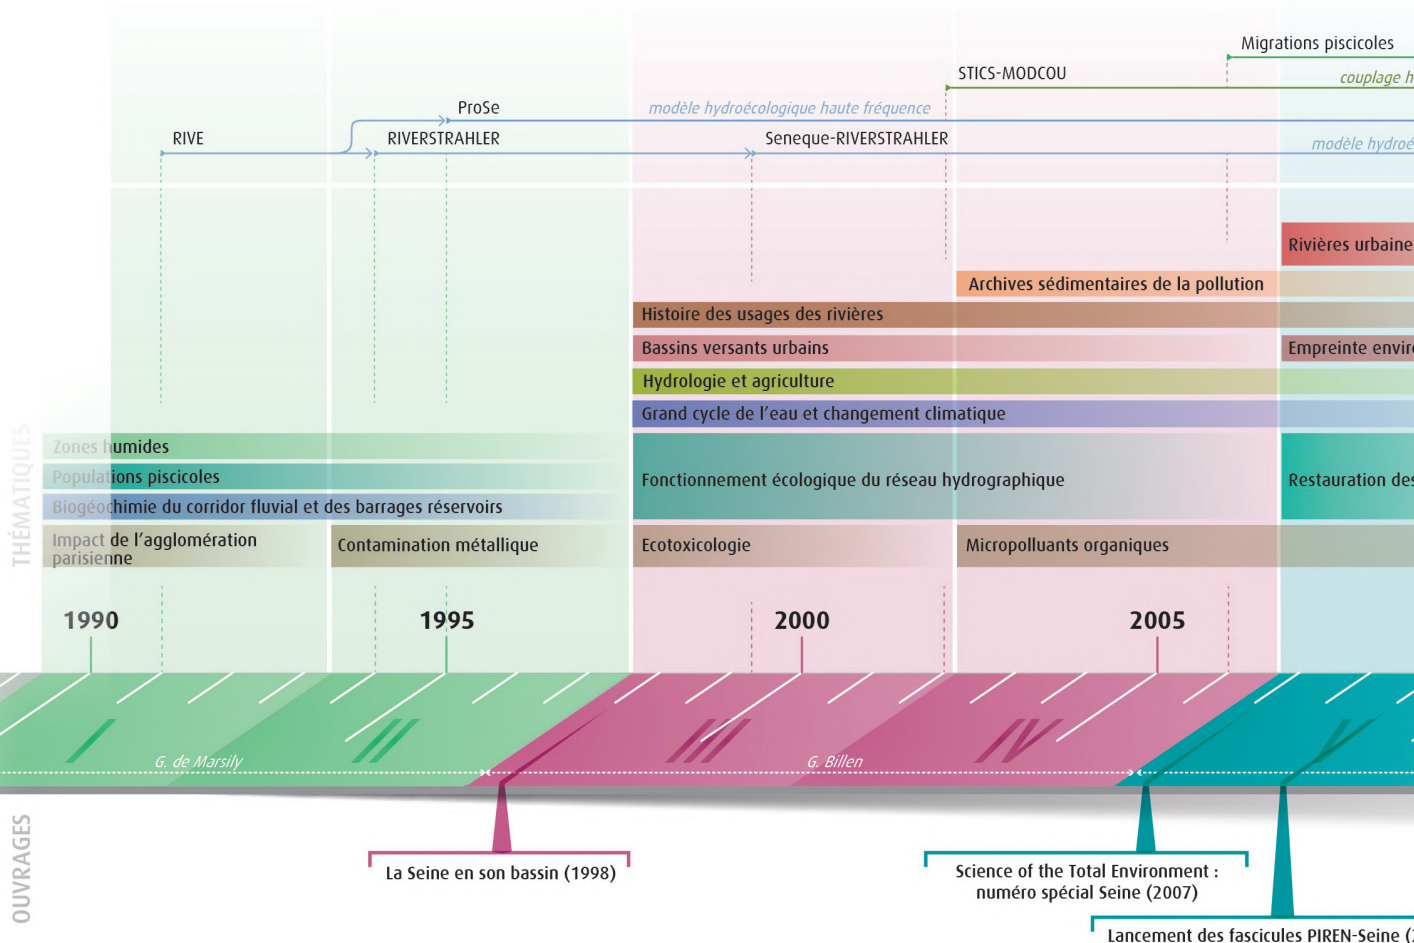 Migrations piscicoles
STICS-MODCOU
couplage h
ProSe
modèle hydroécologique haute fréquence
RIVE
RIVERSTRAHLER
Seneque-RIVERSTRAHLER
modèle hydroé
Rivières urbaine
Archives sédimentaires de la pollution
Histoire des usages des rivières
Bassins versants urbains
Empreinte enviro
Hydrologie et agriculture
Grand cycle de l'eau et changement climatique
THÉMATIQUES
Zones humides
Populations piscicoles
Fonctionnement écologique du réseau hydrographique
Restauration des
Biogéochimie du corridor fluvial et des barrages réservoirs
Impact de l'agglomération
parisienne
Contamination métallique
Ecotoxicologie
Micropolluants organiques
1990
1995
2000
2005
I
II
III
IV
V
G. de Marsily
G. Billen
OUVRAGES
La Seine en son bassin (1998)
Science of the Total Environment :
numéro spécial Seine (2007)
Lancement des fascicules PIREN-Seine (2